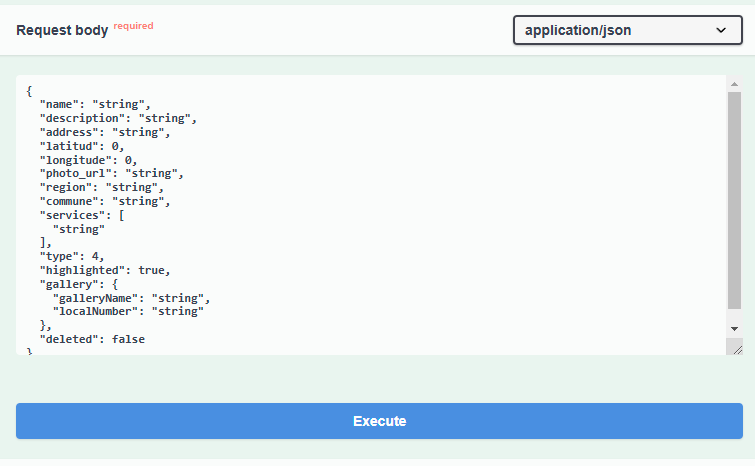 Request body required
application/json
{
"name": "string",
"description": "string",
"address": "string",
"latitud": 0,
"longitude": 0,
"photo_url": "string",
"region": "string",
"commune": "string",
"services": [
"string"
],
"type": 4,
"highlighted": true,
"gallery": {
"galleryName": "string",
"localNumber": "string"
},
"deleted": false
}
Execute